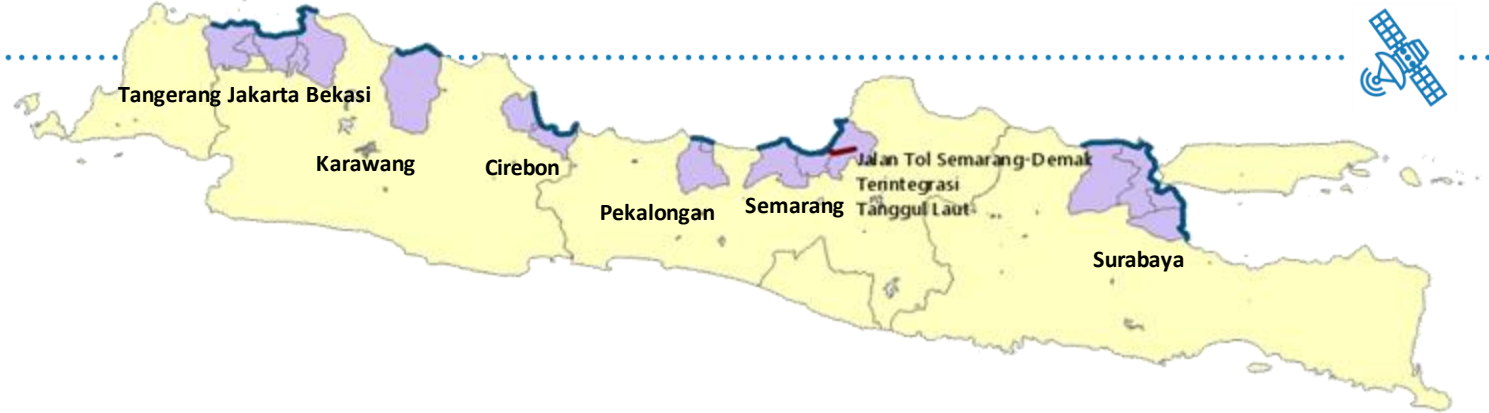 Tangerang Jakarta Bekasi
Karawang
Cirebon
Pekalongan
Semarang
Jalan Tol Semarang-Demak
Terintegrasi
Tanggul Laut
Surabaya